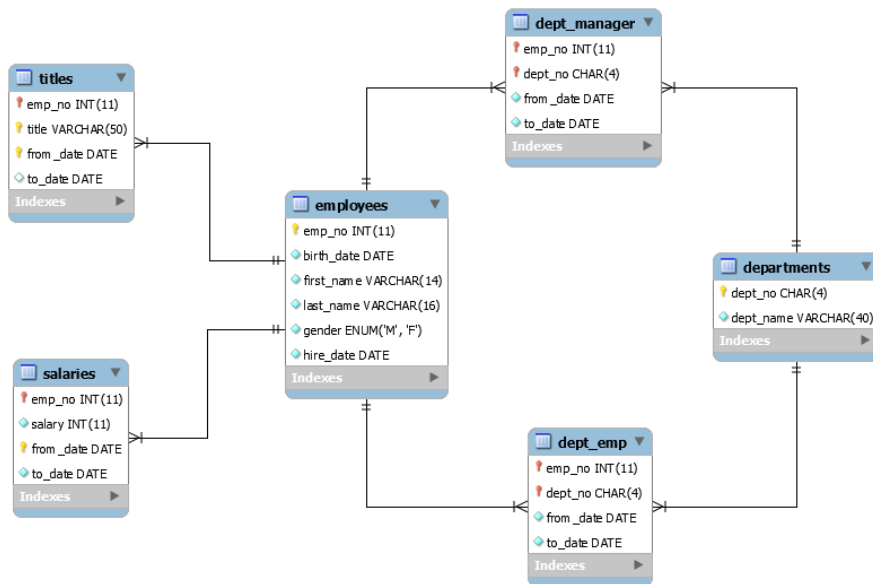 dept_manager
emp_no INT(11)
dept_no CHAR(4)
from_date DATE
to_date DATE
Indexes
titles
emp_no INT(11)
title VARCHAR(50)
from_date DATE
to_date DATE
Indexes
employees
emp_no INT(11)
birth_date DATE
first_name VARCHAR(14)
last_name VARCHAR(16)
gender ENUM('M', 'F')
hire_date DATE
Indexes
departments
dept_no CHAR(4)
dept_name VARCHAR(40)
Indexes
salaries
emp_no INT(11)
salary INT(11)
from_date DATE
to_date DATE
Indexes
dept_emp
emp_no INT(11)
dept_no CHAR(4)
from_date DATE
to_date DATE
Indexes